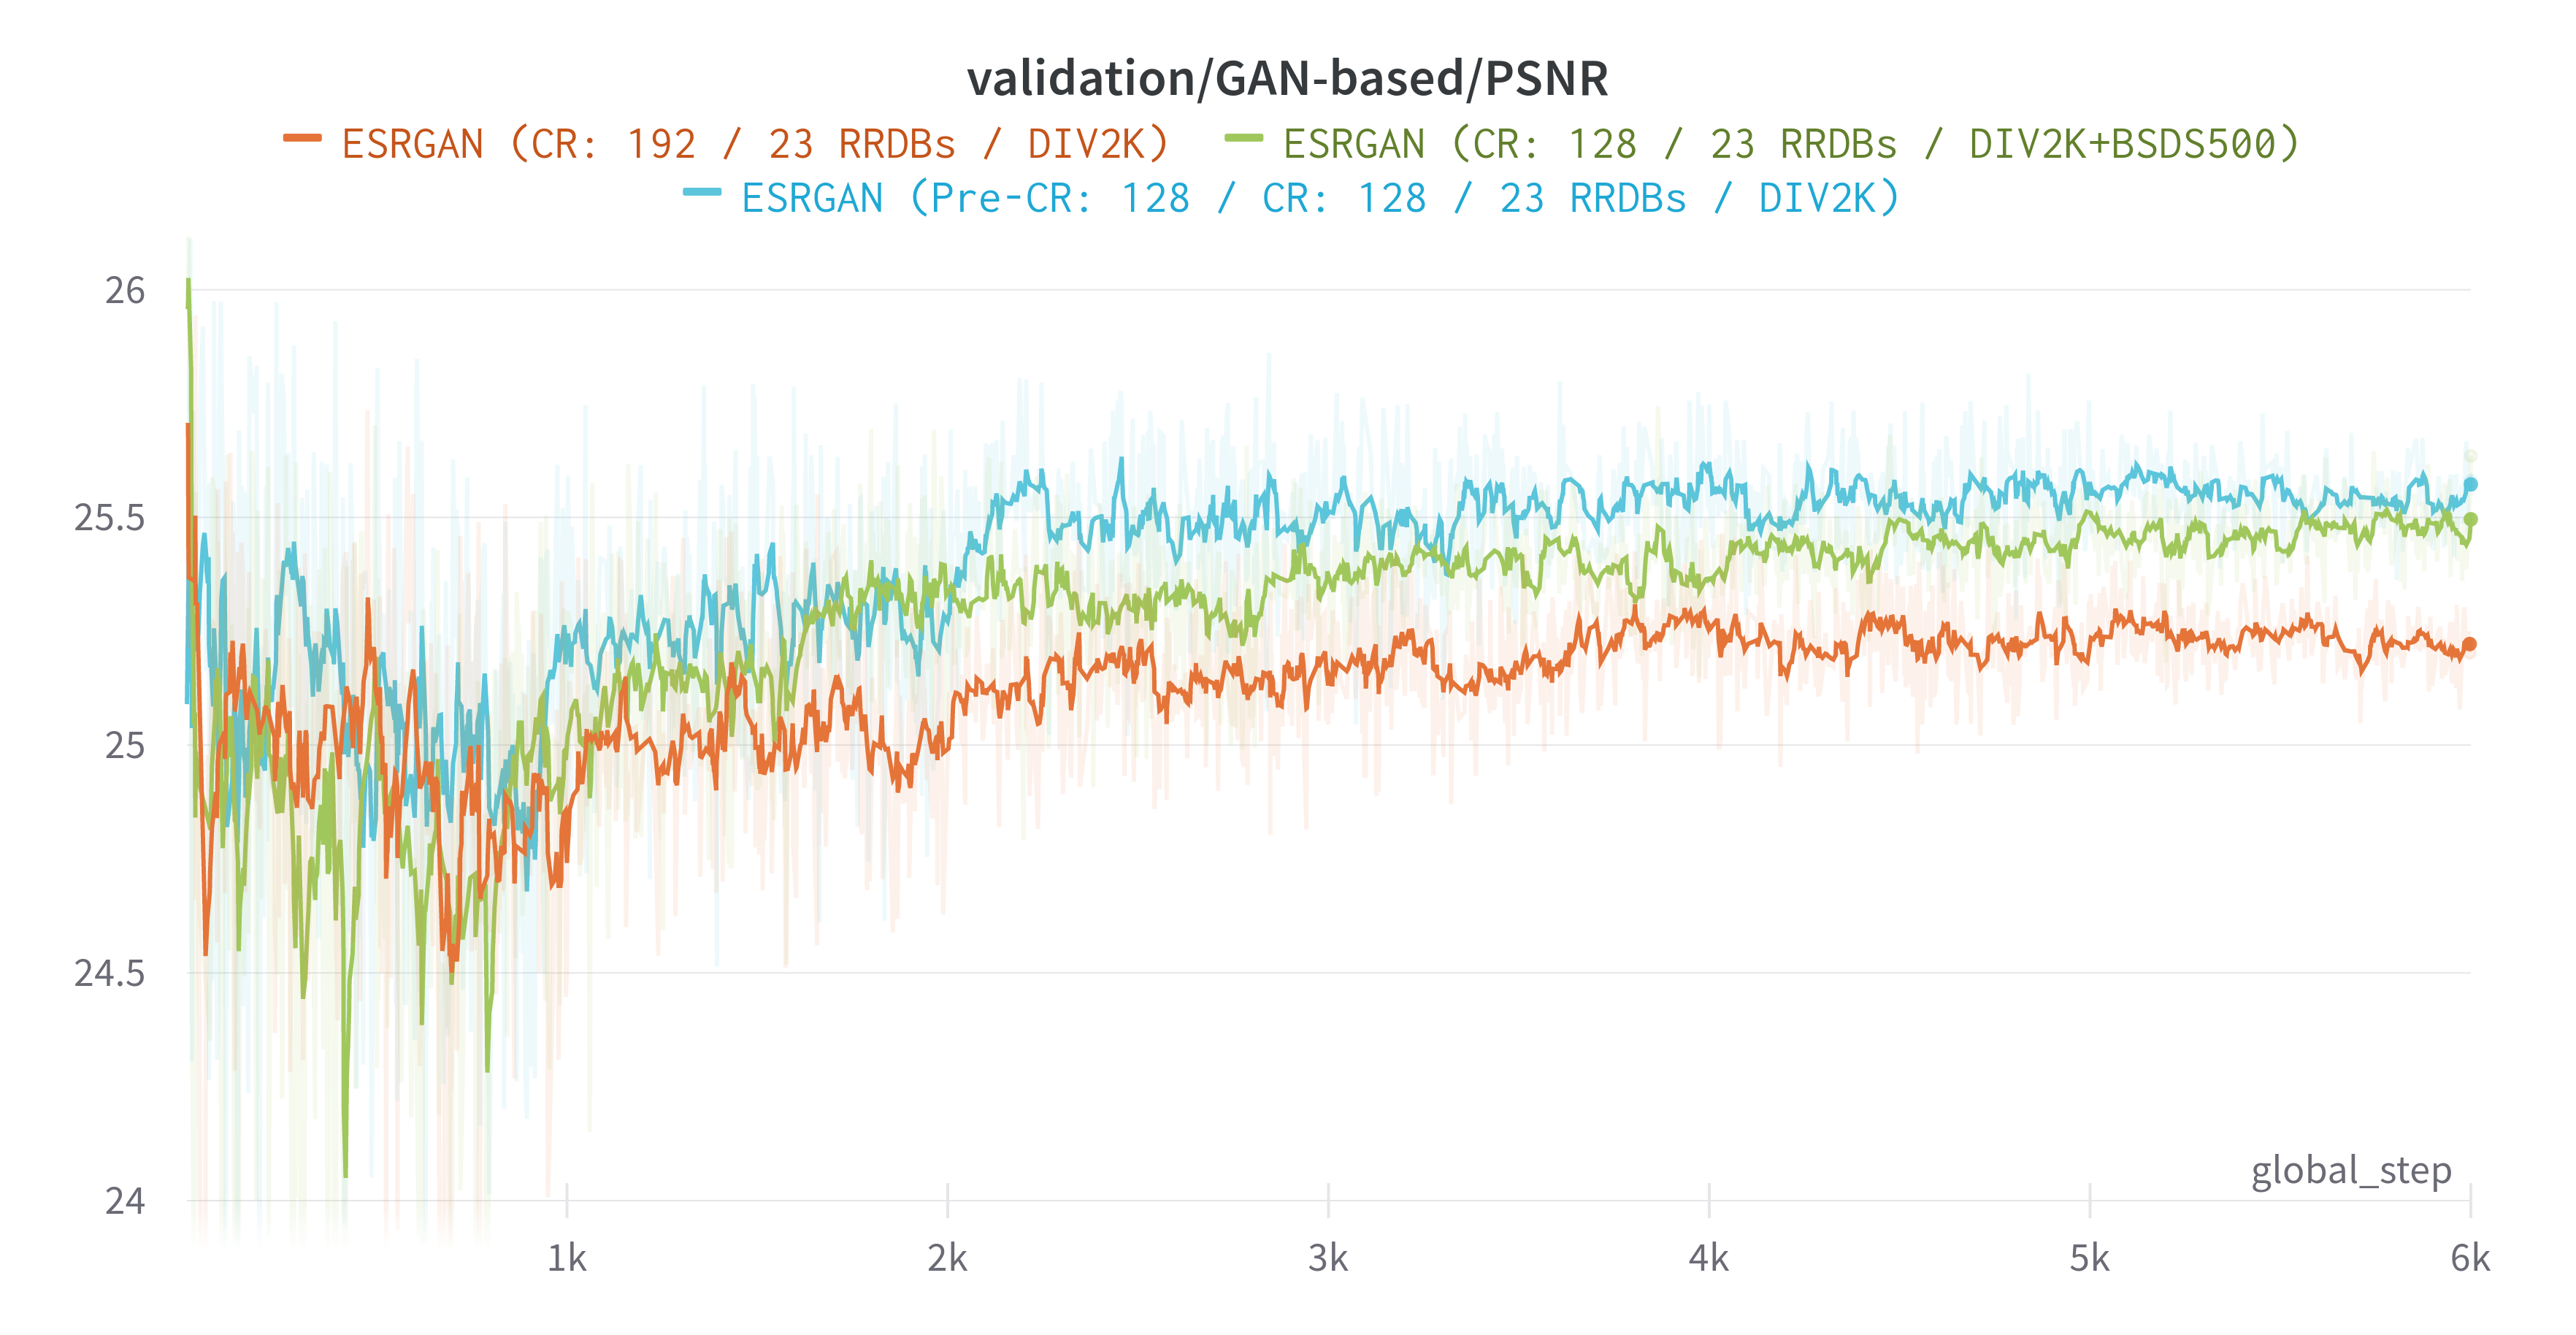 validation/GAN-based/PSNR
ESRGAN (CR: 192 / 23 RRDBs / DIV2K) ESRGAN (CR: 128 / 23 RRDBs / DIV2K+BSDS500)
ESRGAN (Pre-CR: 128 / CR: 128 / 23 RRDBs / DIV2K)
26
25.5
25
24.5
24
global_step
1k 2k 3k 4k 5k 6k